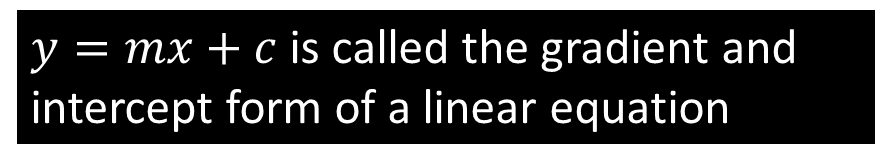 y = mx + c is called the gradient and
intercept form of a linear equation